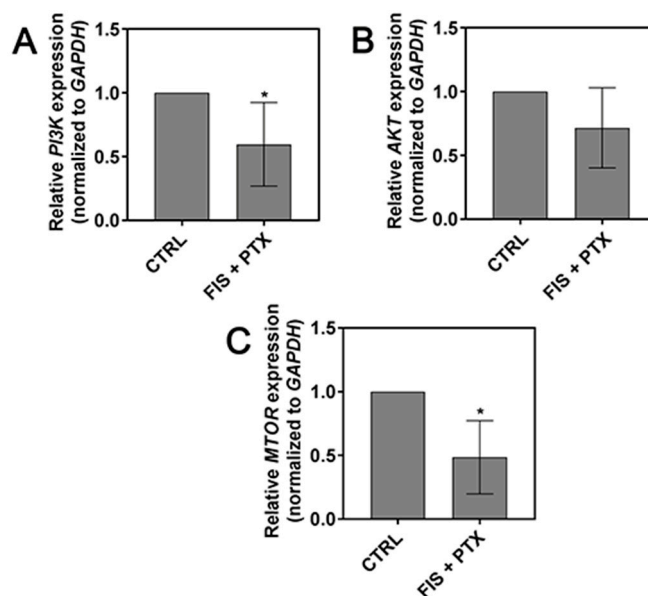 A
Relative PI3K expression
(normalized to GAPDH)
1.5
1.0
0.5
0.0
*
CTRL
FIS + PTX
B
Relative AKT expression
(normalized to GAPDH)
1.5
1.0
0.5
0.0
CTRL
FIS + PTX
C
Relative MTOR expression
(normalized to GAPDH)
1.5
1.0
0.5
0.0
*
CTRL
FIS + PTX